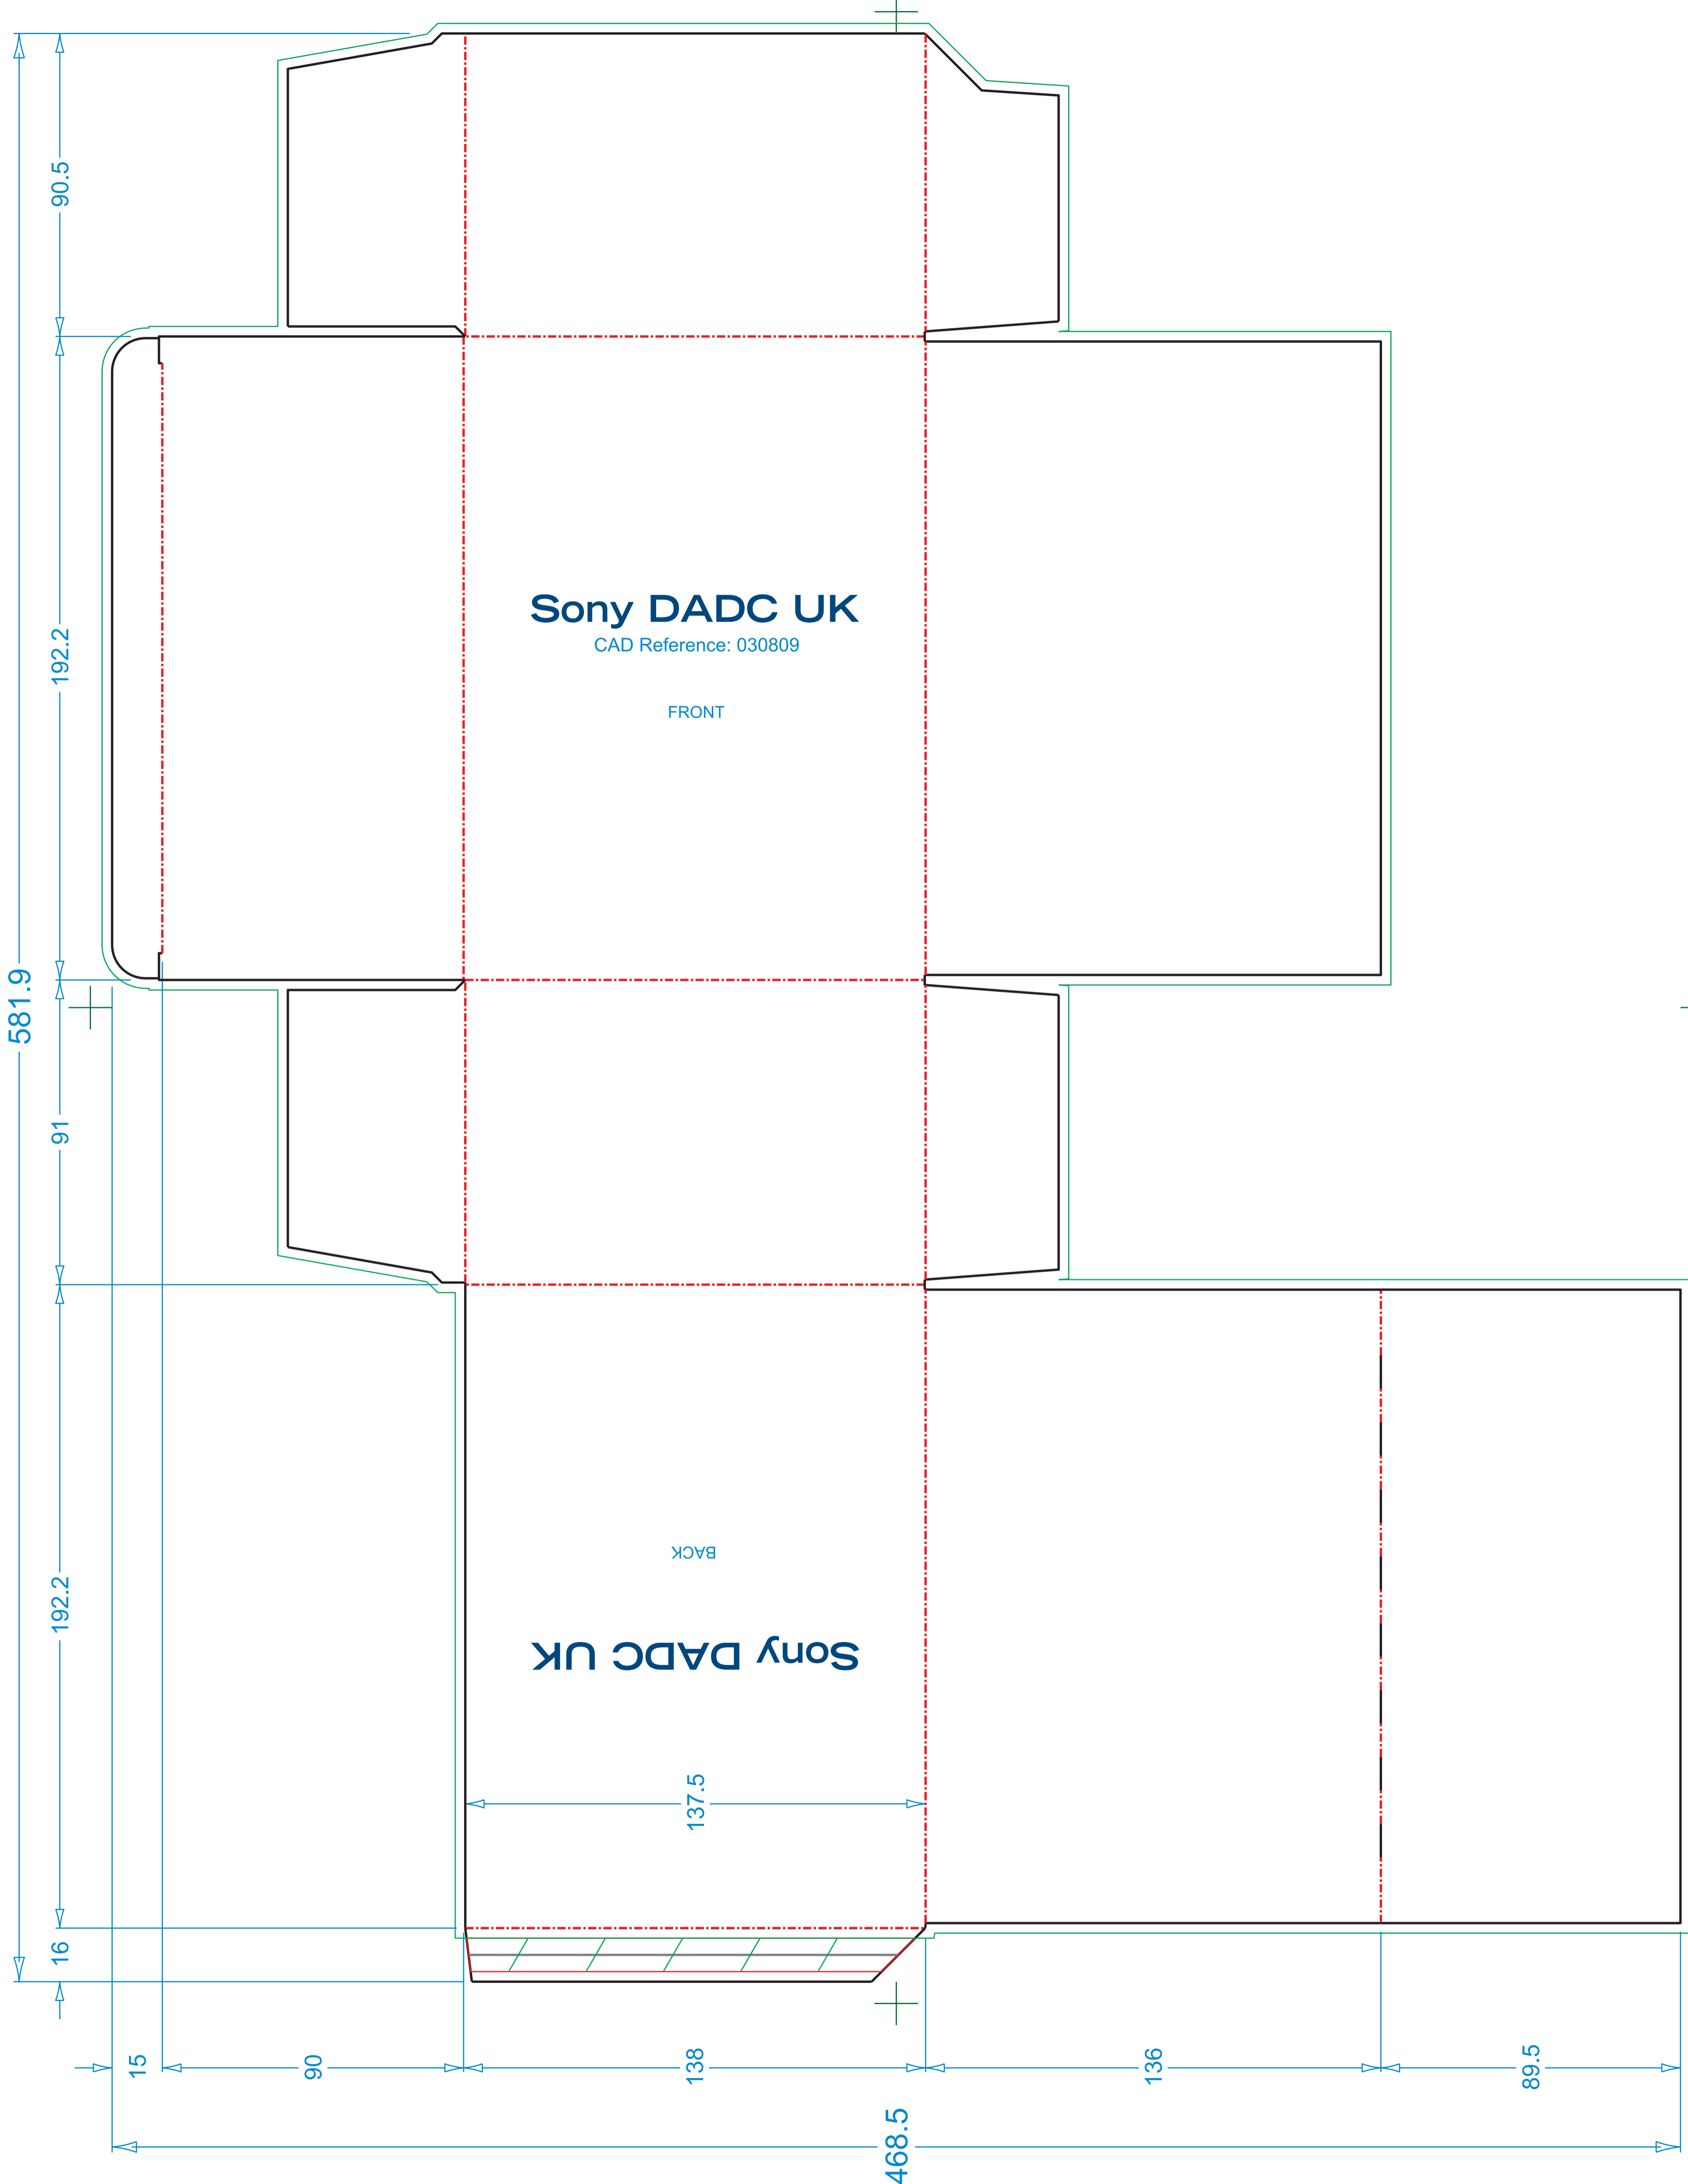 90.5
192.2
581.9
91
192.2
16
Sony DADC UK
CAD Reference: 030809
FRONT
BACK
Sony DADC UK
137.5
15
90
138
136
89.5
468.5